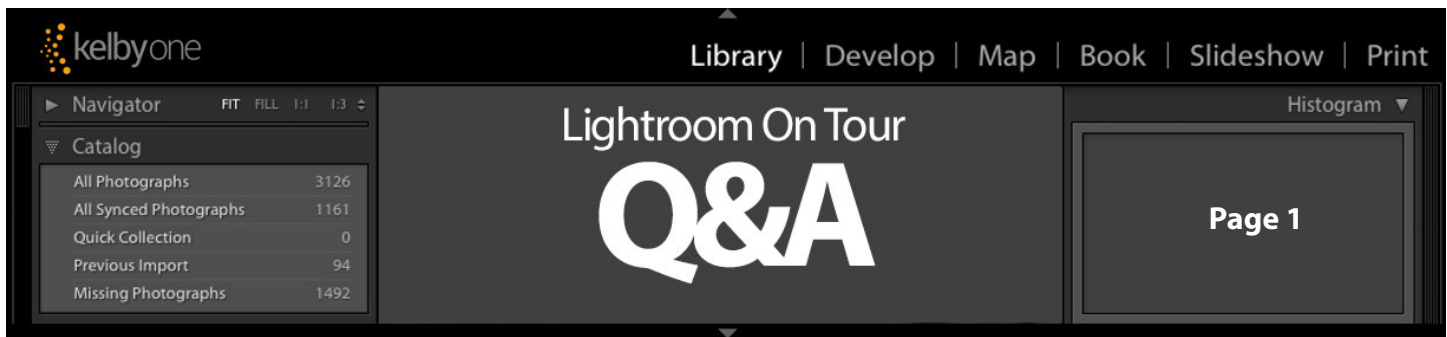 kelbyone
Library | Develop | Map | Book | Slideshow | Print
Navigator FIT FILL 1:1 1:3
Catalog
All Photographs 3126
All Synced Photographs 1161
Quick Collection 0
Previous Import 94
Missing Photographs 1492
Lightroom On Tour
Q&A
Histogram
Page 1